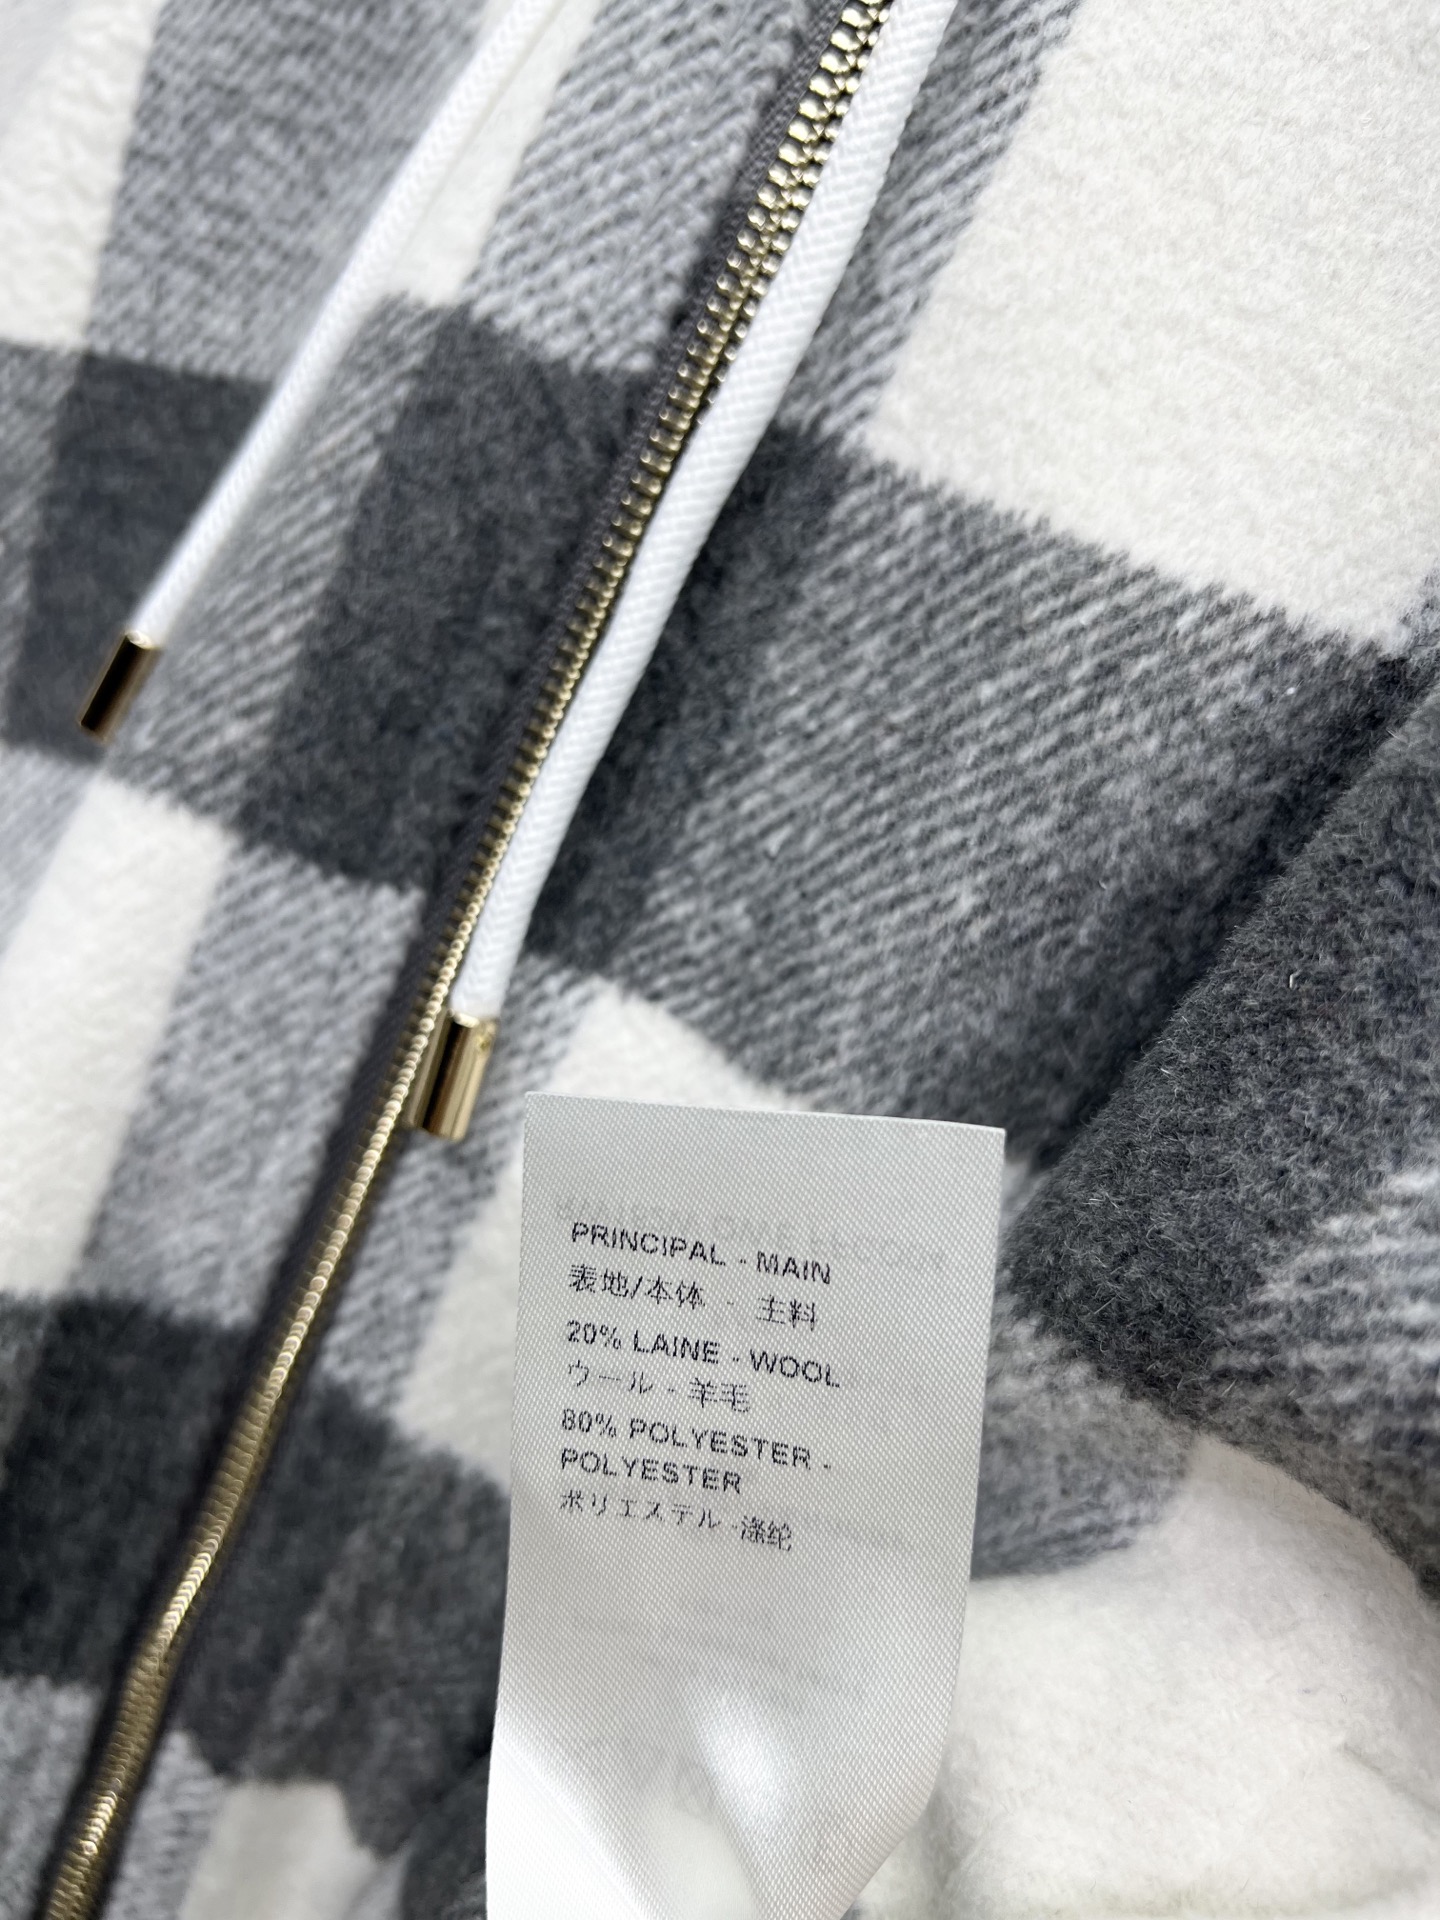 PRINCIPAL - MAIN
表地/本体 - 主料
20% LAINE - WOOL
ウール - 羊毛
80% POLYESTER -
POLYESTER
ポリエステル - 涤纶